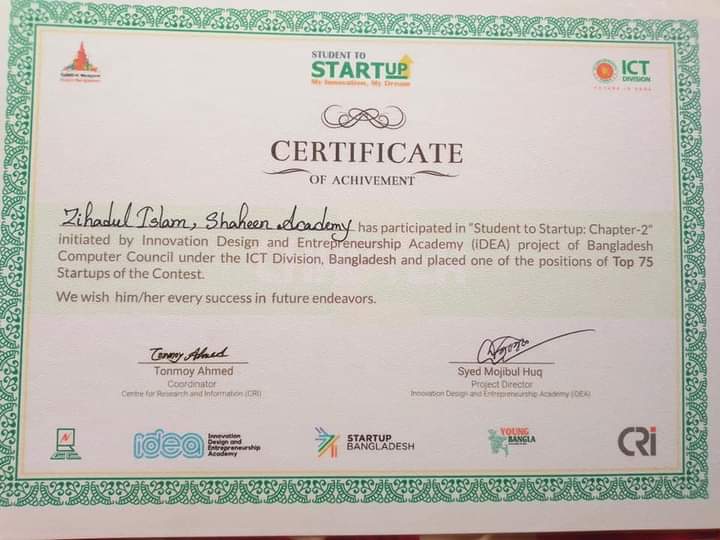 STUDENT TO
STARTUP
My Innovation, My Dream
ICT
DIVISION
FUTURE IS HERE
CERTIFICATE
OF ACHIVEMENT
Zihadul Islam, Shaheen Academy has participated in "Student to Startup: Chapter-2"
initiated by Innovation Design and Entrepreneurship Academy (iDEA) project of Bangladesh
Computer Council under the ICT Division, Bangladesh and placed one of the positions of Top 75
Startups of the Contest.
We wish him/her every success in future endeavors.
Tonmoy Ahmed
Tonmoy Ahmed
Coordinator
Centre for Research and Information (CRI)
Syed Mojibul Huq
Project Director
Innovation Design and Entrepreneurship Academy (iDEA)
idea
Innovation
Design and
Entrepreneurship
Academy
STARTUP
BANGLADESH
YOUNG
BANGLA
CRi